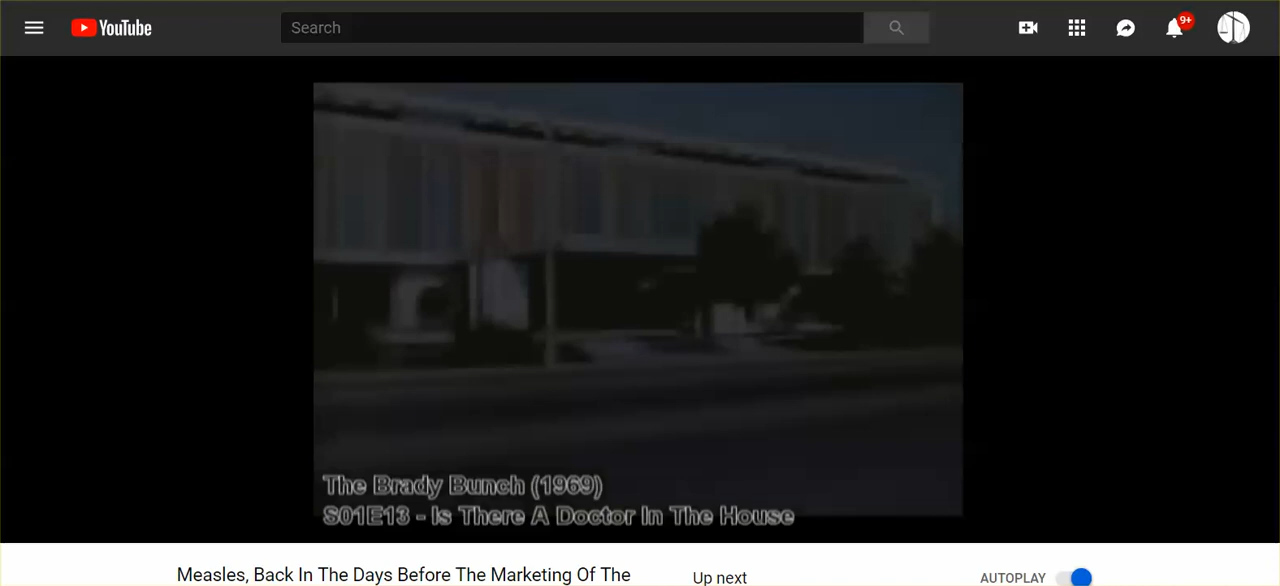 YouTube
Search
9+
The Brady Bunch (1969)
S01E13 - Is There A Doctor In The House
Measles, Back In The Days Before The Marketing Of The
Up next
AUTOPLAY